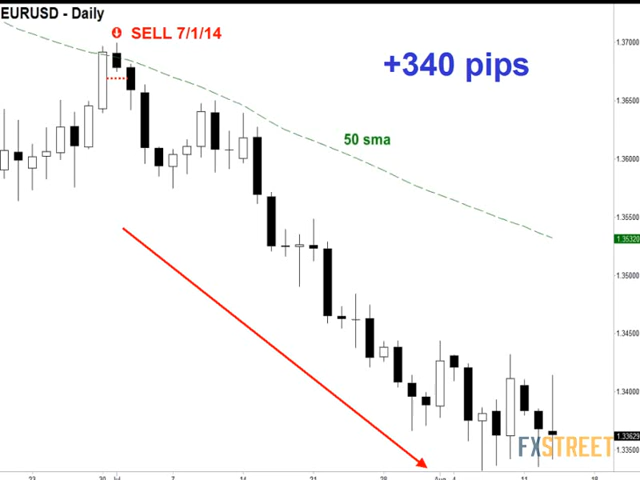 EURUSD - Daily
SELL 7/1/14
+340 pips
50 sma
1.37000
1.36500
1.36000
1.35500
1.35320
1.34500
1.34000
1.33629
1.33500
FXSTREET
23
30
Jul
7
14
21
28
Aug
4
11
18